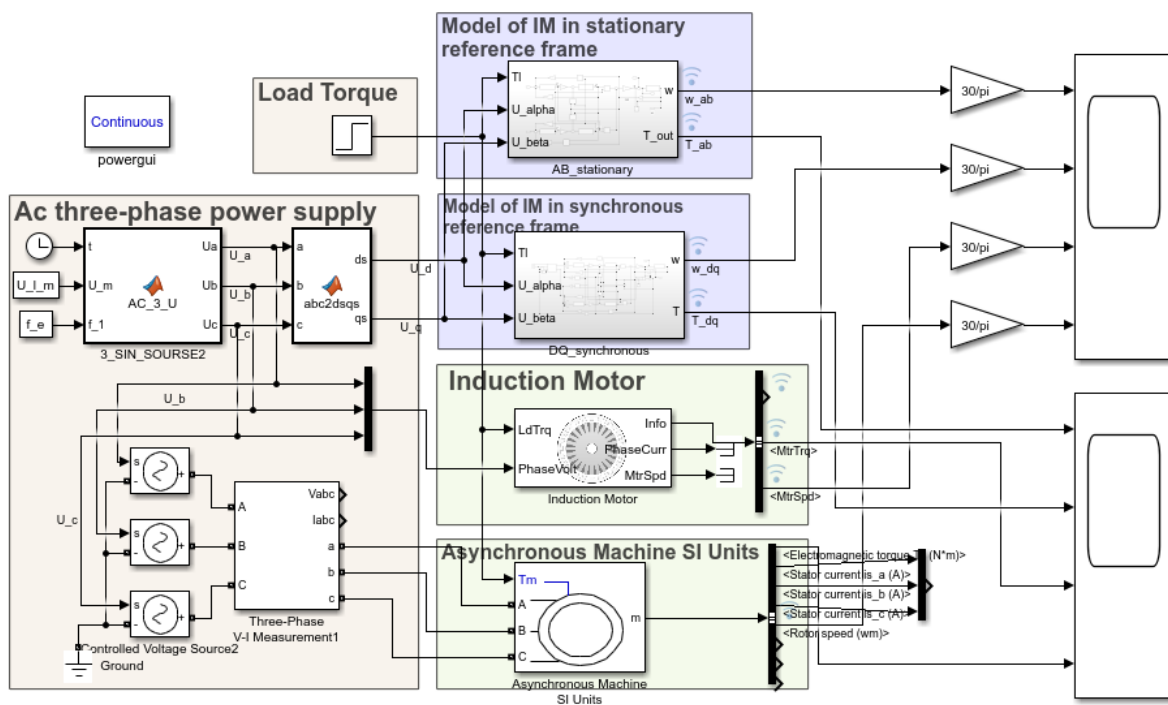 Model of IM in stationary
reference frame
Tl
U_alpha
U_beta
w
T_out
w_ab
T_ab
AB_stationary
30/pi
30/pi
30/pi
30/pi
Load Torque
Continuous
powergui
Ac three-phase power supply
t
U_m
f_1
Ua
Ub
Uc
AC_3_U
3_SIN_SOURSE2
U_l_m
f_e
U_a
U_b
U_c
a
b
c
ds
qs
abc2dsqs
U_d
U_q
Model of IM in synchronous
reference frame
Tl
U_alpha
U_beta
w
T
w_dq
T_dq
DQ_synchronous
U_b
U_c
Induction Motor
LdTrq
PhaseVolt
Info
PhaseCurr
MtrSpd
Induction Motor
<MtrTrq>
<MtrSpd>
s
-
+
s
-
+
s
-
+
Controlled Voltage Source2
Ground
A
B
C
Vabc
Iabc
a
b
c
Three-Phase
V-I Measurement1
Asynchronous Machine SI Units
Tm
A
B
C
m
Asynchronous Machine
SI Units
<Electromagnetic torque (N*m)>
<Stator current is_a (A)>
<Stator current is_b (A)>
<Stator current is_c (A)>
<Rotor speed (wm)>